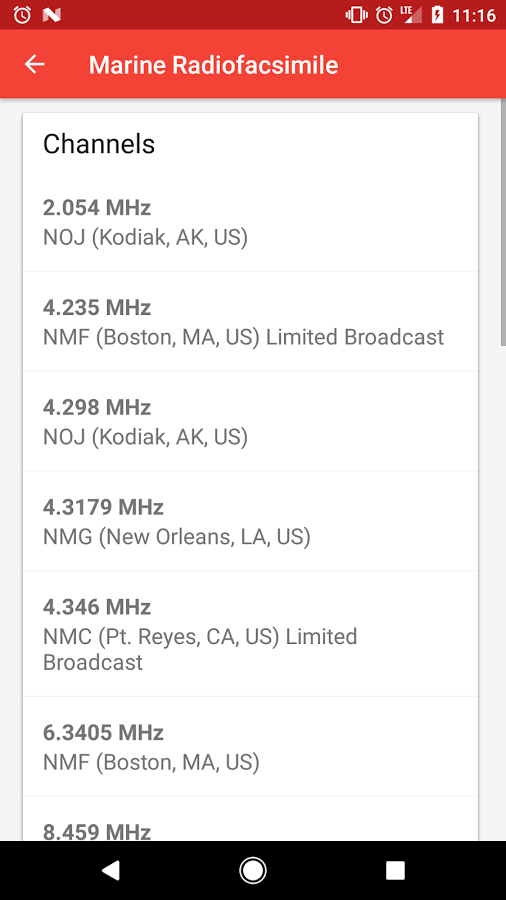 LTE 11:16
Marine Radiofacsimile
Channels
2.054 MHz
NOJ (Kodiak, AK, US)
4.235 MHz
NMF (Boston, MA, US) Limited Broadcast
4.298 MHz
NOJ (Kodiak, AK, US)
4.3179 MHz
NMG (New Orleans, LA, US)
4.346 MHz
NMC (Pt. Reyes, CA, US) Limited
Broadcast
6.3405 MHz
NMF (Boston, MA, US)
8.459 MHz